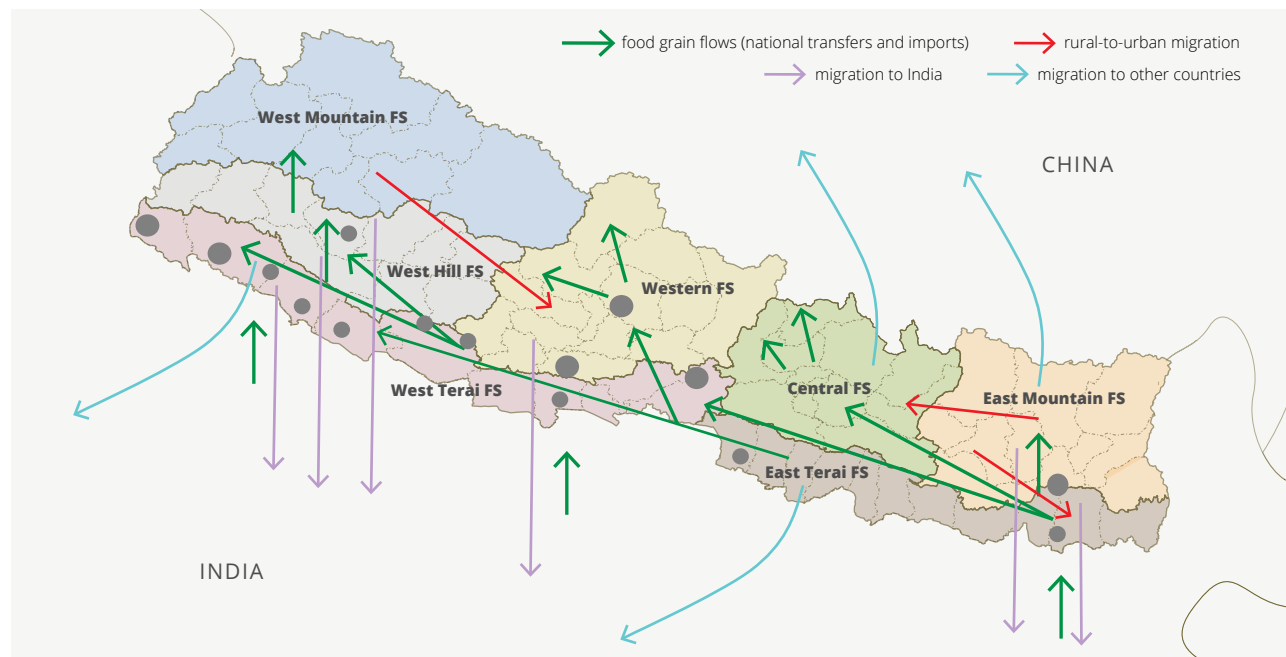 food grain flows (national transfers and imports)
rural-to-urban migration
migration to India
migration to other countries
West Mountain FS
CHINA
West Hill FS
Western FS
West Terai FS
Central FS
East Mountain FS
East Terai FS
INDIA